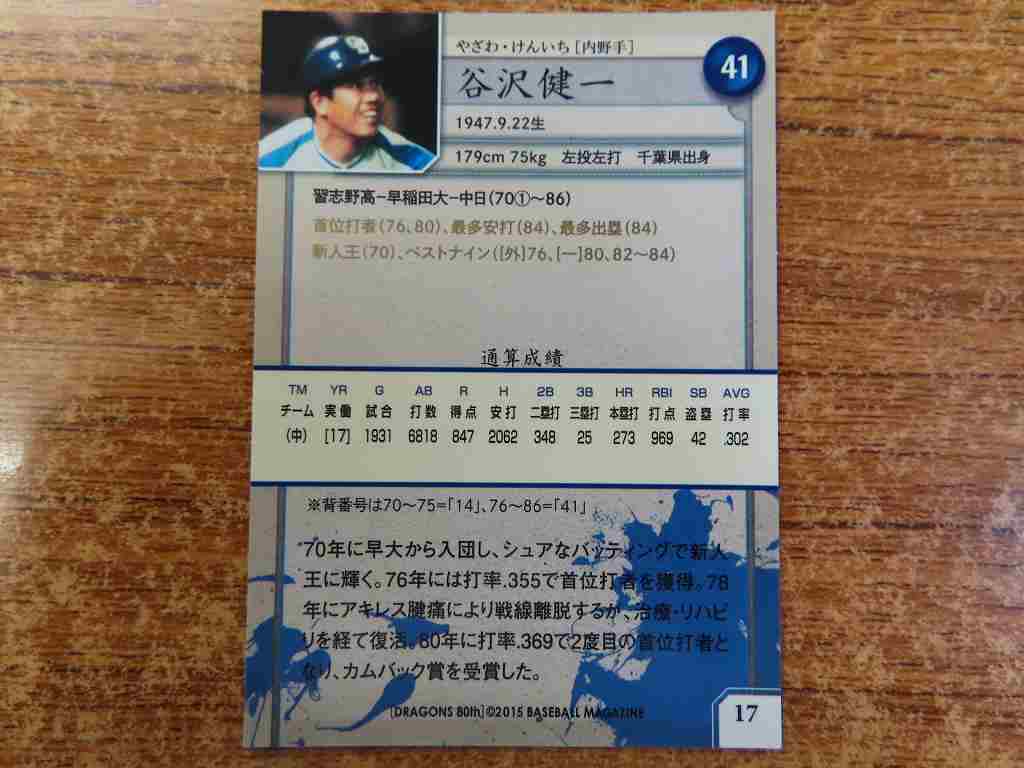 やざわ・けんいち[内野手]
谷沢健一
41
1947.9.22生
179cm 75kg 左投左打 千葉県出身
習志野高−早稲田大−中日(70①〜86)
首位打者(76、80)、最多安打(84)、最多出塁(84)
新人王(70)、ベストナイン([外]76、[一]80、82〜84)
通算成績
TM YR G AB R H 2B 3B HR RBI SB AVG
チーム 実働 試合 打数 得点 安打 二塁打 三塁打 本塁打 打点 盗塁 打率
(中) [17] 1931 6818 847 2062 348 25 273 969 42 .302
※背番号は70〜75=「14」、76〜86=「41」
70年に早大から入団し、シュアなバッティングで新人
王に輝く。76年には打率.355で首位打者を獲得。78
年にアキレス腱痛により戦線離脱するが、治療・リハビ
リを経て復活。80年に打率.369で2度目の首位打者と
なり、カムバック賞を受賞した。
[DRAGONS 80th]©2015 BASEBALL MAGAZINE
17